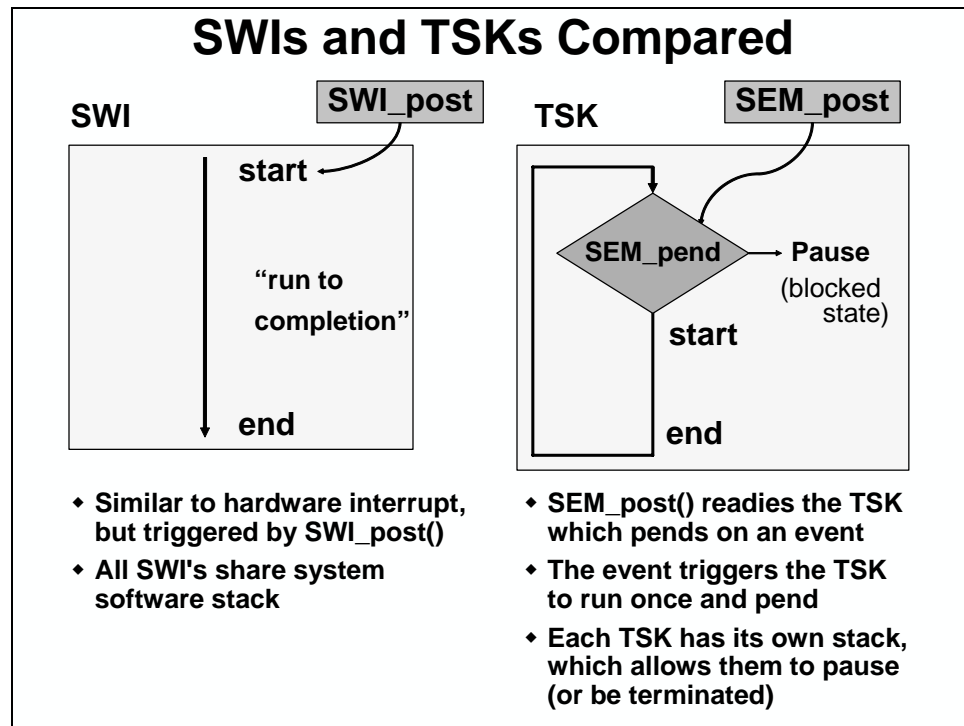 SWIs and TSKs Compared
SWI
SWI_post
start
“run to
completion”
end
◆ Similar to hardware interrupt,
but triggered by SWI_post()
◆ All SWI's share system
software stack
TSK
SEM_post
SEM_pend
Pause
(blocked
state)
start
end
◆ SEM_post() readies the TSK
which pends on an event
◆ The event triggers the TSK
to run once and pend
◆ Each TSK has its own stack,
which allows them to pause
(or be terminated)